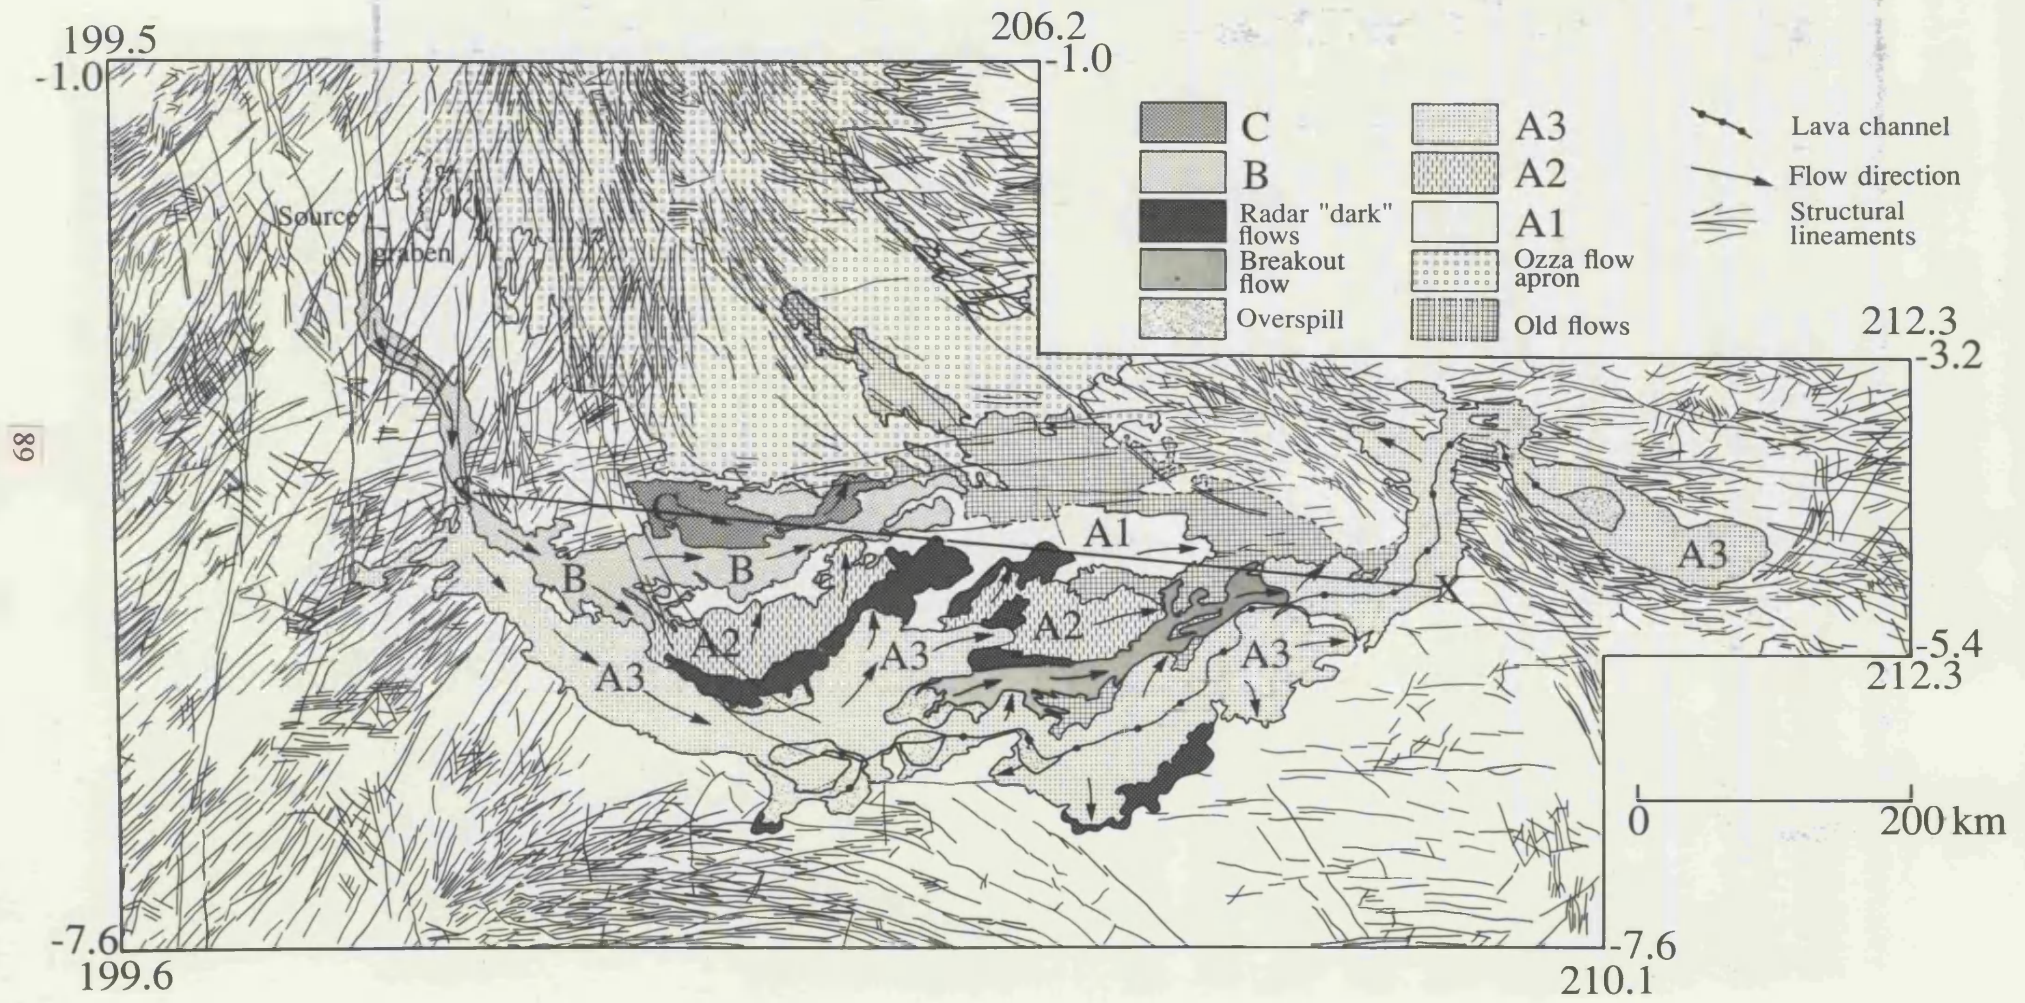 199.5
206.2
-1.0
-1.0
C
A3
Lava channel
B
A2
Flow direction
Radar "dark"
flows
A1
Structural
lineaments
Breakout
flow
Ozza flow
apron
Overspill
Old flows
Source
graben
212.3
-3.2
89
C
A1
B
B
A3
X
A2
A2
A3
A3
A3
-5.4
212.3
0
200 km
-7.6
-7.6
199.6
210.1